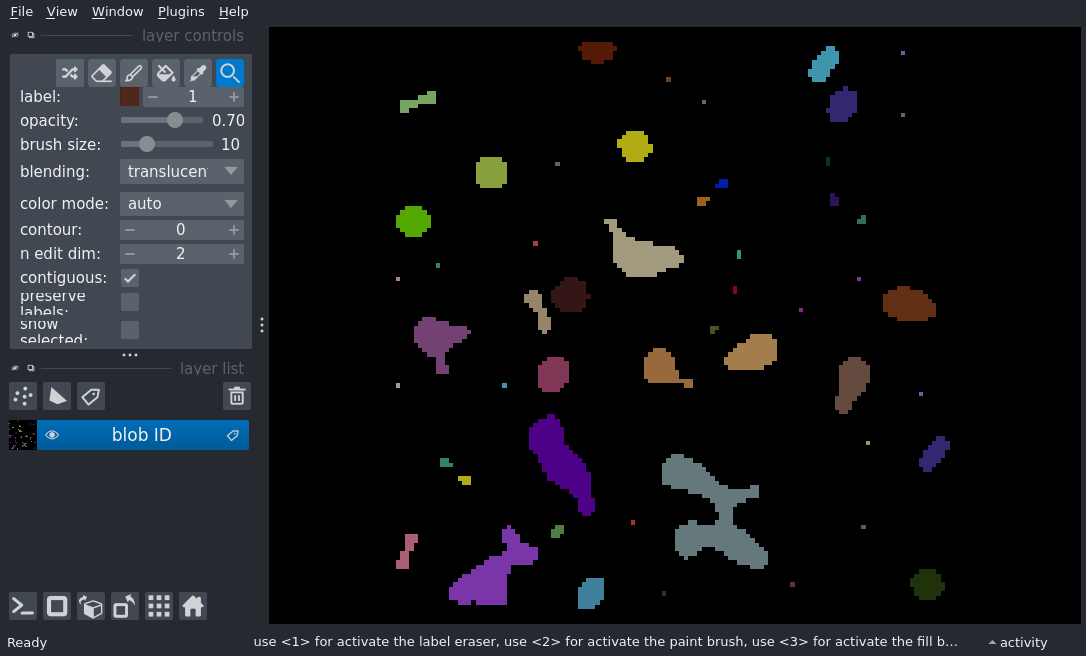 File View Window Plugins Help
layer controls
label: 1
opacity: 0.70
brush size: 10
blending: translucen
color mode: auto
contour: 0
n edit dim: 2
contiguous:
preserve
labels:
show
selected:
layer list
blob ID
Ready use <1> for activate the label eraser, use <2> for activate the paint brush, use <3> for activate the fill b... activity